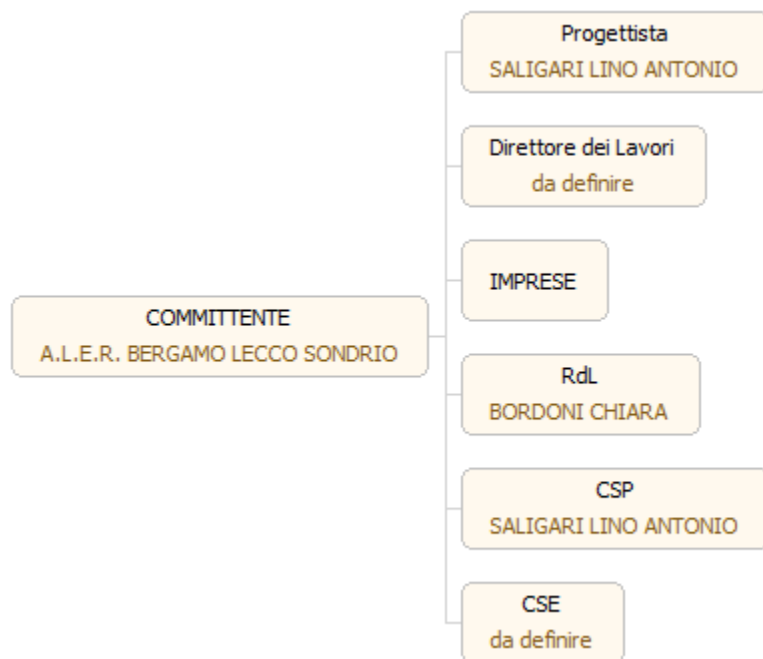 Progettista
SALIGARI LINO ANTONIO
Direttore dei Lavori
da definire
IMPRESE
COMMITTENTE
A.L.E.R. BERGAMO LECCO SONDRIO
RdL
BORDONI CHIARA
CSP
SALIGARI LINO ANTONIO
CSE
da definire